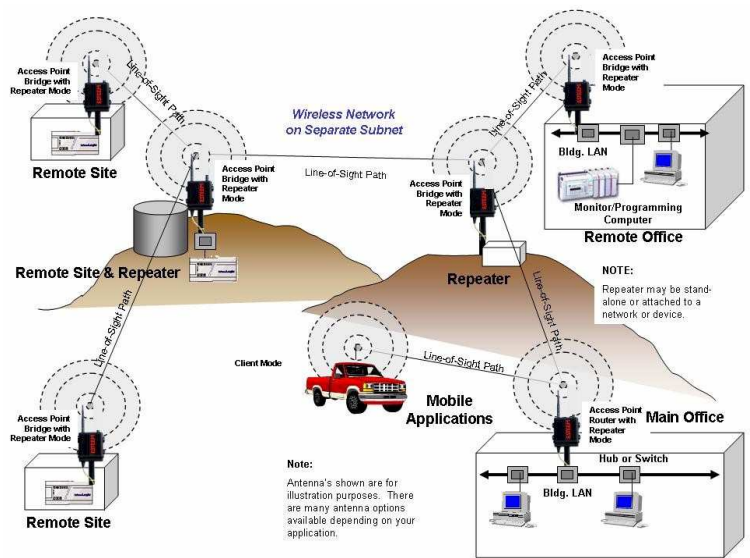 Access Point
Bridge with
Repeater Mode
Line-of-Sight Path
Remote Site
Wireless Network
on Separate Subnet
Line-of-Sight Path
Access Point
Bridge with
Repeater
Mode
Remote Site & Repeater
Access Point
Bridge with
Repeater
Mode
Repeater
Line-of-Sight Path
Access Point
Bridge with
Repeater
Mode
Bldg. LAN
Monitor/Programming
Computer
Remote Office
NOTE:
Repeater may be stand-
alone or attached to a
network or device.
Line-of-Sight Path
Line-of-Sight Path
Access Point
Bridge with
Repeater Mode
Remote Site
Client Mode
Line-of-Sight Path
Mobile
Applications
Note:
Antenna's shown are for
illustration purposes. There
are many antenna options
available depending on your
application.
Access Point
Router with
Repeater
Mode
Main Office
Hub or Switch
Bldg. LAN